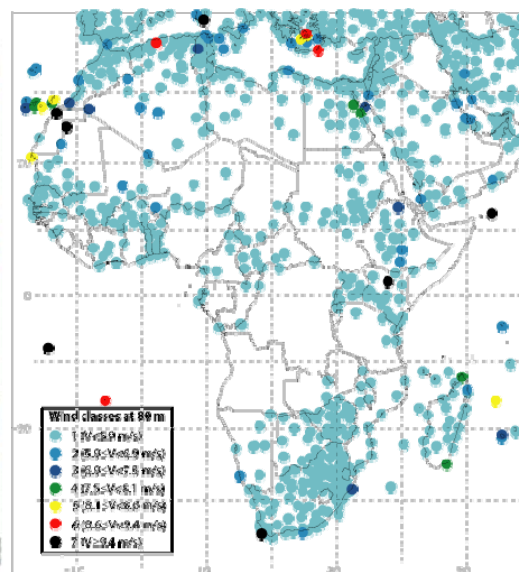 0
Wind classes at 80 m
1 (V<5.9 m/s)
2 (5.9≤V<6.9 m/s)
3 (6.9≤V<7.5 m/s)
4 (7.5≤V<8.1 m/s)
5 (8.1≤V<8.6 m/s)
6 (8.6≤V<9.4 m/s)
7 (V≥9.4 m/s)